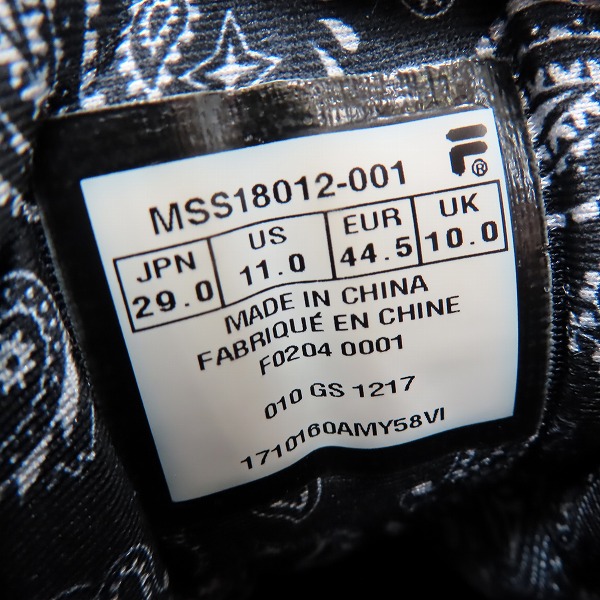 F®
MSS18012-001
JPN US EUR UK
29.0 11.0 44.5 10.0
MADE IN CHINA
FABRIQUÉ EN CHINE
F0204 0001
010 GS 1217
1710160AMY58VI